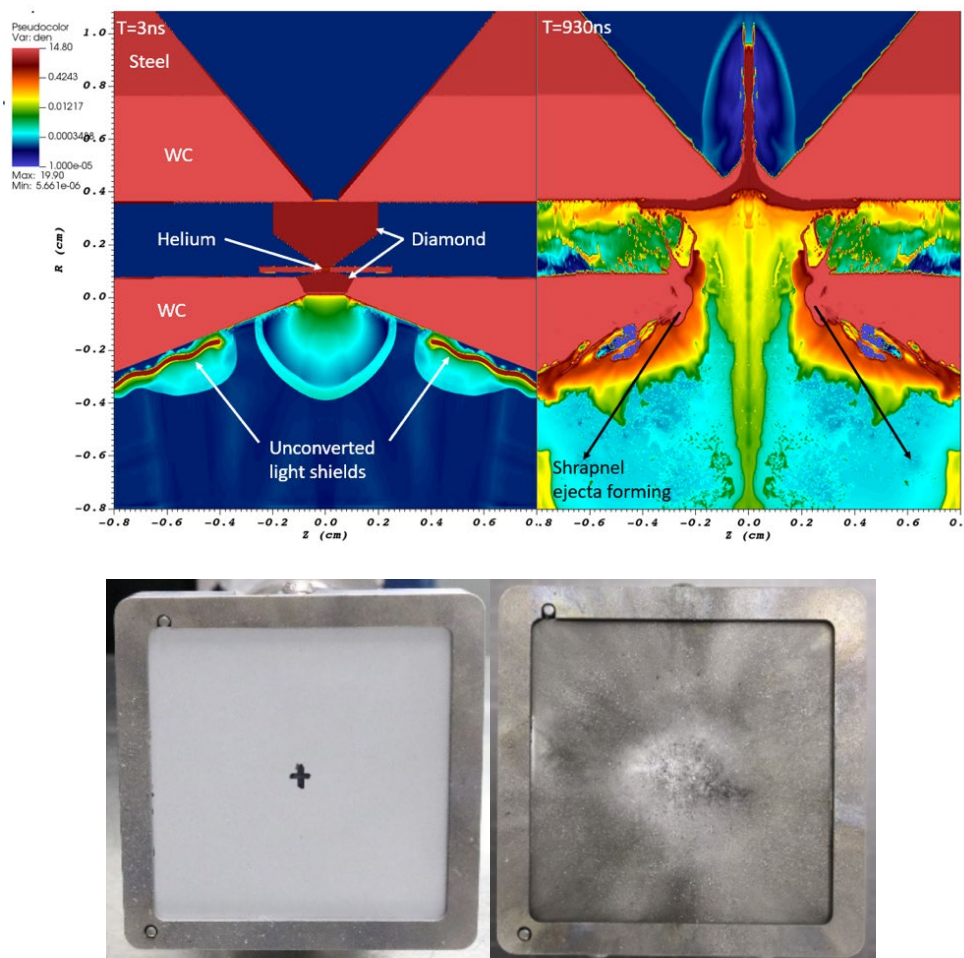 Pseudocolor
Var: den
14.80
0.4243
0.01217
1.000e-05
Max: 19.90
Min: 5.661e-06
T=3ns
Steel
WC
Helium
Diamond
WC
Unconverted
light shields
1.0
0.8
0.6
0.4
0.2
0.0
-0.2
-0.4
-0.6
-0.8
R (cm)
-0.8 -0.6 -0.4 -0.2 0.0 0.2 0.4 0.6
Z (cm)
T=930ns
Shrapnel
ejecta forming
-0.8 -0.6 -0.4 -0.2 0.0 0.2 0.4 0.6 0.8
Z (cm)